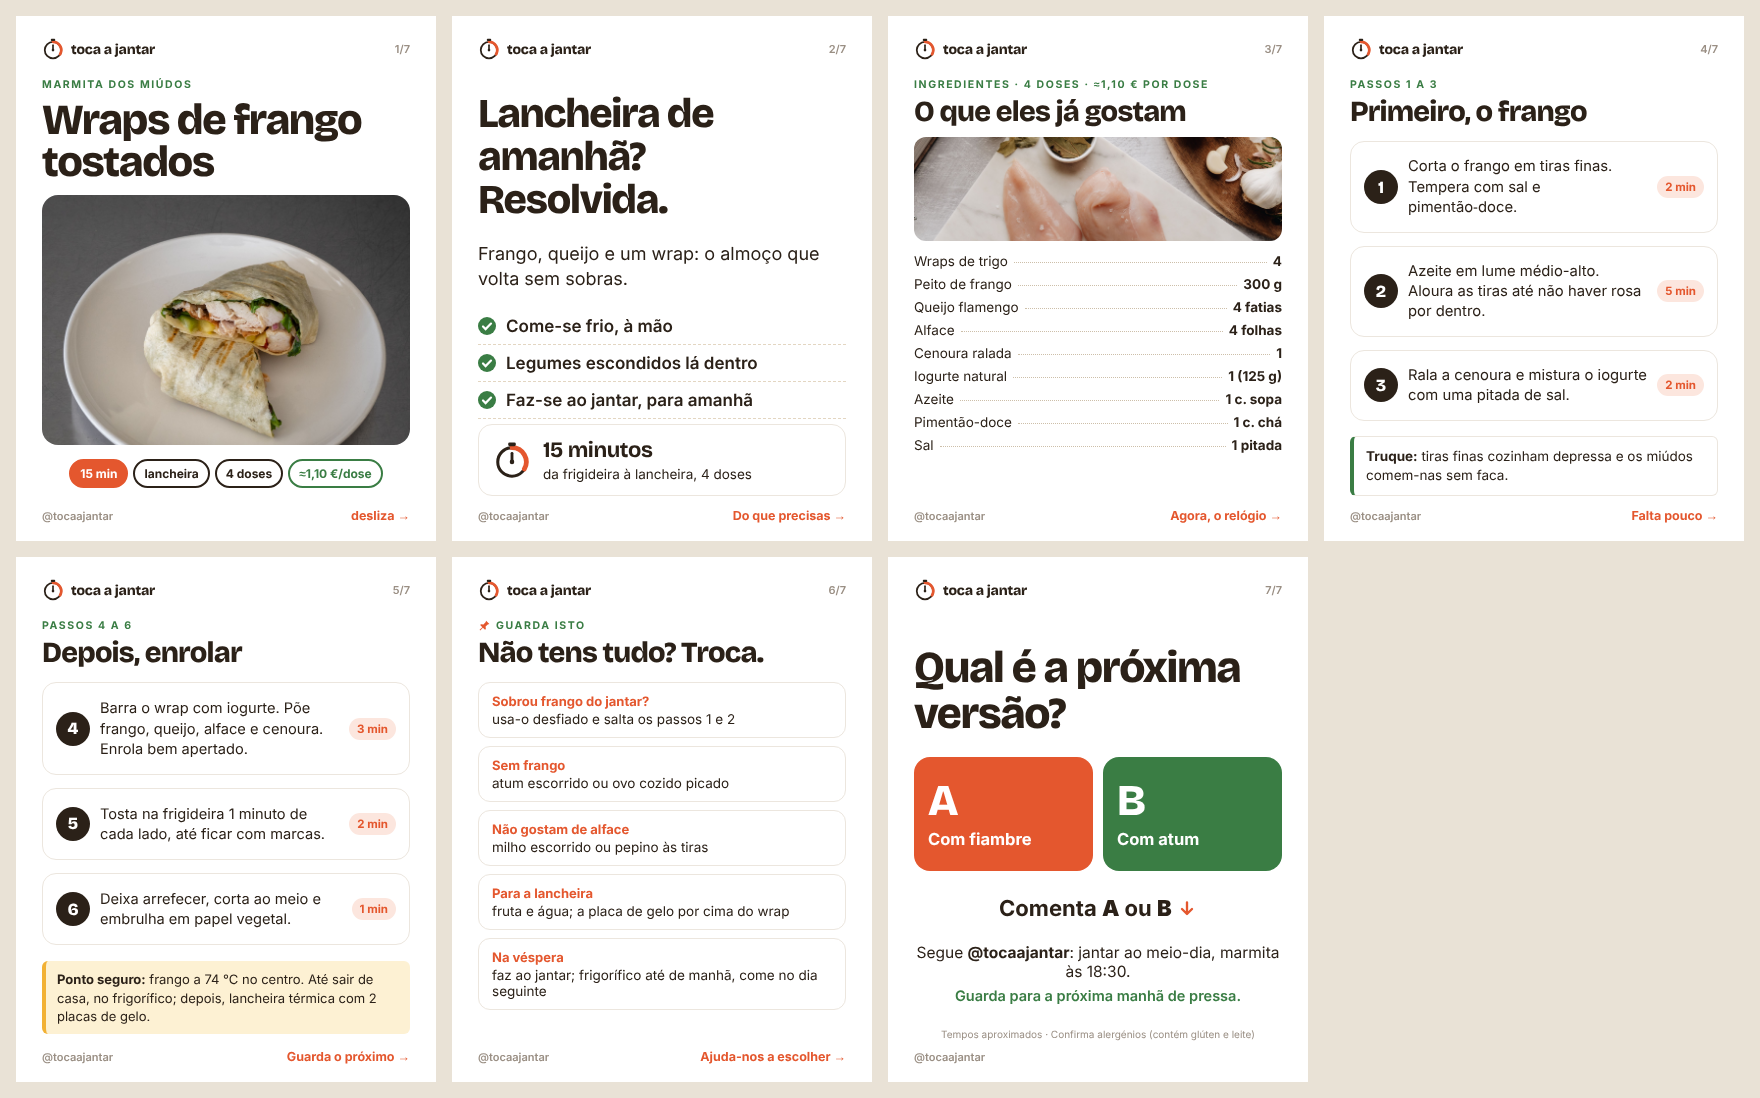 toca a jantar
1/7
MARMITA DOS MIÚDOS
Wraps de frango
tostados
15 min
lancheira
4 doses
≈1,10 €/dose
@tocaajantar
desliza →
toca a jantar
2/7
Lancheira de
amanhã?
Resolvida.
Frango, queijo e um wrap: o almoço que
volta sem sobras.
Come-se frio, à mão
Legumes escondidos lá dentro
Faz-se ao jantar, para amanhã
15 minutos
da frigideira à lancheira, 4 doses
@tocaajantar
Do que precisas →
toca a jantar
3/7
INGREDIENTES · 4 DOSES · ≈1,10 € POR DOSE
O que eles já gostam
Wraps de trigo 4
Peito de frango 300 g
Queijo flamengo 4 fatias
Alface 4 folhas
Cenoura ralada 1
Iogurte natural 1 (125 g)
Azeite 1 c. sopa
Pimentão-doce 1 c. chá
Sal 1 pitada
@tocaajantar
Agora, o relógio →
toca a jantar
4/7
PASSOS 1 A 3
Primeiro, o frango
1
Corta o frango em tiras finas.
Tempera com sal e
pimentão-doce.
2 min
2
Azeite em lume médio-alto.
Aloura as tiras até não haver rosa
por dentro.
5 min
3
Rala a cenoura e mistura o iogurte
com uma pitada de sal.
2 min
Truque: tiras finas cozinham depressa e os miúdos
comem-nas sem faca.
@tocaajantar
Falta pouco →
toca a jantar
5/7
PASSOS 4 A 6
Depois, enrolar
4
Barra o wrap com iogurte. Põe
frango, queijo, alface e cenoura.
Enrola bem apertado.
3 min
5
Tosta na frigideira 1 minuto de
cada lado, até ficar com marcas.
2 min
6
Deixa arrefecer, corta ao meio e
embrulha em papel vegetal.
1 min
Ponto seguro: frango a 74 °C no centro. Até sair de
casa, no frigorífico; depois, lancheira térmica com 2
placas de gelo.
@tocaajantar
Guarda o próximo →
toca a jantar
6/7
GUARDA ISTO
Não tens tudo? Troca.
Sobrou frango do jantar?
usa-o desfiado e salta os passos 1 e 2
Sem frango
atum escorrido ou ovo cozido picado
Não gostam de alface
milho escorrido ou pepino às tiras
Para a lancheira
fruta e água; a placa de gelo por cima do wrap
Na véspera
faz ao jantar; frigorífico até de manhã, come no dia
seguinte
@tocaajantar
Ajuda-nos a escolher →
toca a jantar
7/7
Qual é a próxima
versão?
A
Com fiambre
B
Com atum
Comenta A ou B ↓
Segue @tocaajantar: jantar ao meio-dia, marmita
às 18:30.
Guarda para a próxima manhã de pressa.
Tempos aproximados · Confirma alergénios (contém glúten e leite)
@tocaajantar